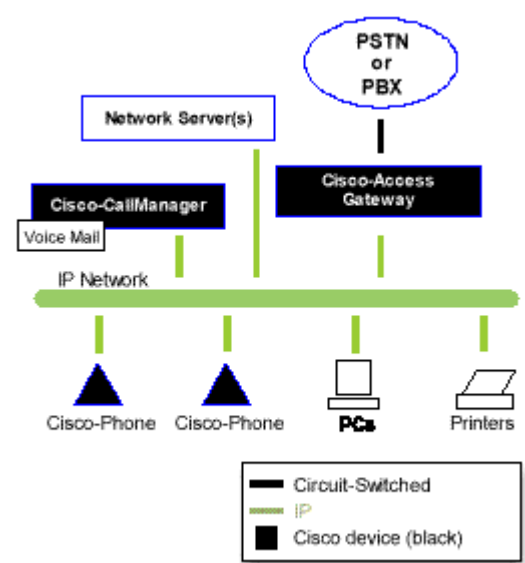 PSTN
or
PBX
Network Server(s)
Cisco-Access
Gateway
Cisco-CallManager
Voice Mail
IP Network
Cisco-Phone
Cisco-Phone
PCs
Printers
Circuit-Switched
IP
Cisco device (black)